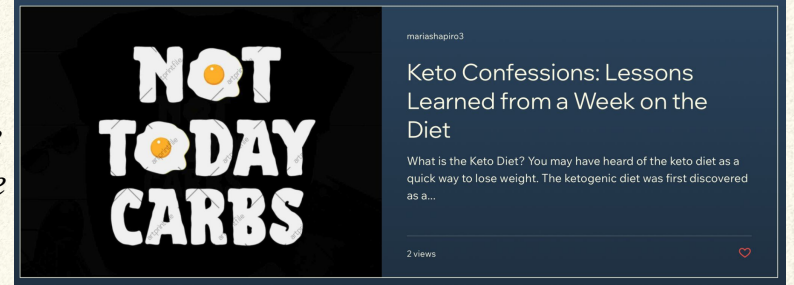 NOT
TODAY
CARBS
mariashapiro3
Keto Confessions: Lessons
Learned from a Week on the
Diet
What is the Keto Diet? You may have heard of the keto diet as a
quick way to lose weight. The ketogenic diet was first discovered
as a...
2 views